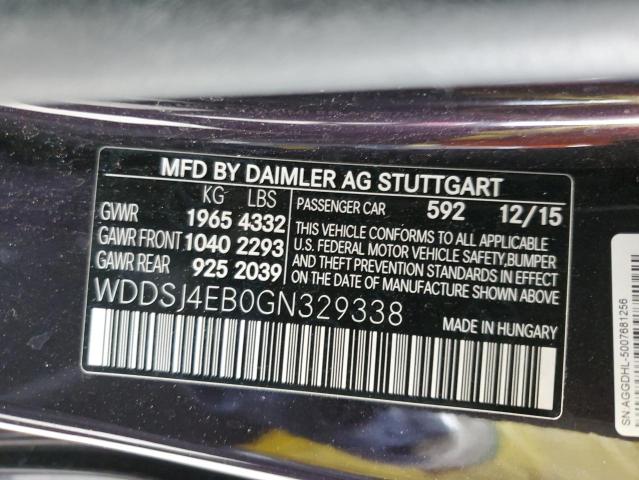 MFD BY DAIMLER AG STUTTGART
KG LBS
GVWR 1965 4332
GAWR FRONT 1040 2293
GAWR REAR 925 2039
PASSENGER CAR 592 12/15
THIS VEHICLE CONFORMS TO ALL APPLICABLE
U.S. FEDERAL MOTOR VEHICLE SAFETY,BUMPER
AND THEFT PREVENTION STANDARDS IN EFFECT
ON THE DATE OF MANUFACTURE SHOWN ABOVE.
WDDSJ4EB0GN329338
MADE IN HUNGARY
SN AGGDHL-5007681256